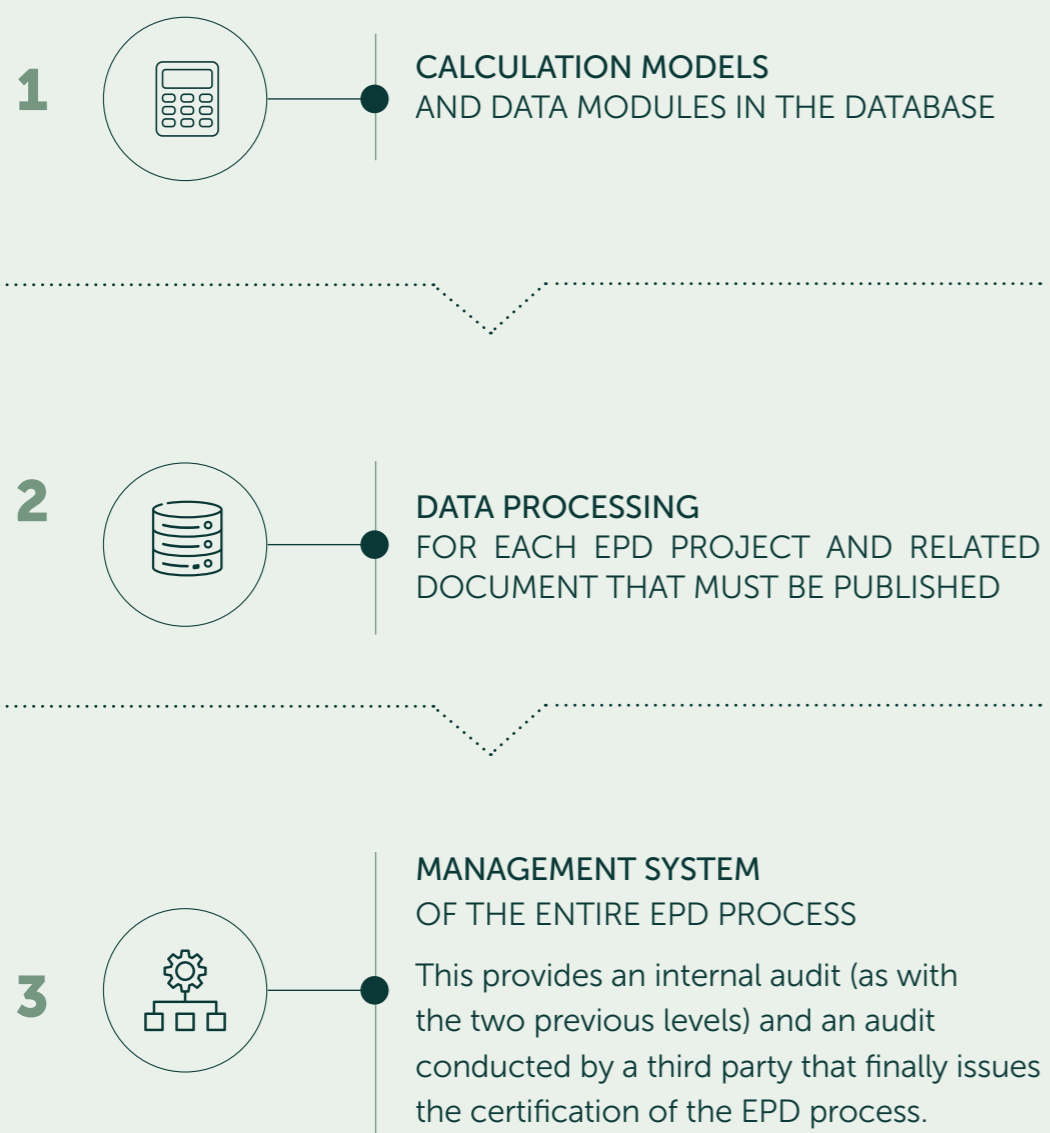 1
CALCULATION MODELS
AND DATA MODULES IN THE DATABASE
2
DATA PROCESSING
FOR EACH EPD PROJECT AND RELATED
DOCUMENT THAT MUST BE PUBLISHED
3
MANAGEMENT SYSTEM
OF THE ENTIRE EPD PROCESS
This provides an internal audit (as with
the two previous levels) and an audit
conducted by a third party that finally issues
the certification of the EPD process.